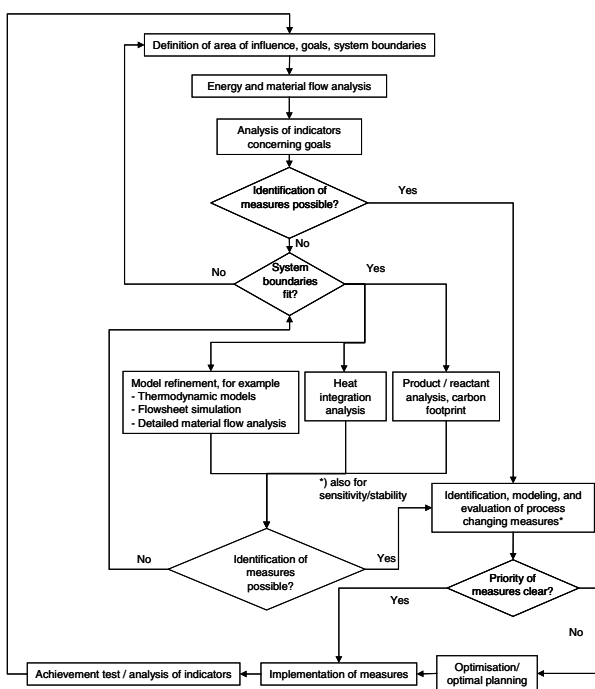 Definition of area of influence, goals, system boundaries
Energy and material flow analysis
Analysis of indicators
concerning goals
Identification of
measures possible?
Yes
No
System
boundaries
fit?
No
Yes
Model refinement, for example
- Thermodynamic models
- Flowsheet simulation
- Detailed material flow analysis
Heat
integration
analysis
Product / reactant
analysis, carbon
footprint
*) also for
sensitivity/stability
Identification, modeling, and
evaluation of process
changing measures*
No
Identification of
measures
possible?
Yes
Priority of
measures clear?
Yes
No
Achievement test / analysis of indicators
Implementation of measures
Optimisation/
optimal planning